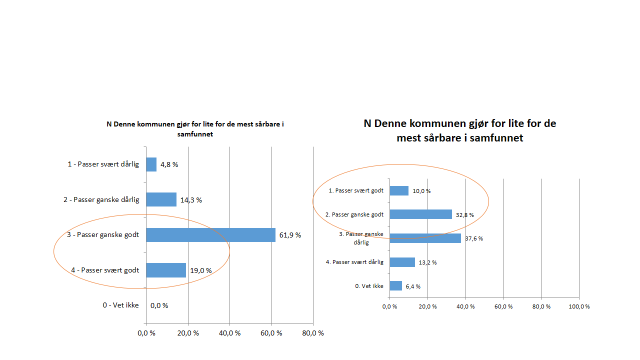 N Denne kommunen gjør for lite for de mest sårbare i
samfunnet
1 - Passer svært dårlig
4,8 %
2 - Passer ganske dårlig
14,3 %
3 - Passer ganske godt
61,9 %
4 - Passer svært godt
19,0 %
0 - Vet ikke
0,0 %
0,0 % 20,0 % 40,0 % 60,0 % 80,0 %
N Denne kommunen gjør for lite for de
mest sårbare i samfunnet
1. Passer svært godt
10,0 %
2. Passer ganske godt
32,8 %
3. Passer ganske
dårlig
37,6 %
4. Passer svært dårlig
13,2 %
0. Vet ikke
6,4 %
0,0 % 20,0 % 40,0 % 60,0 % 80,0 % 100,0 %